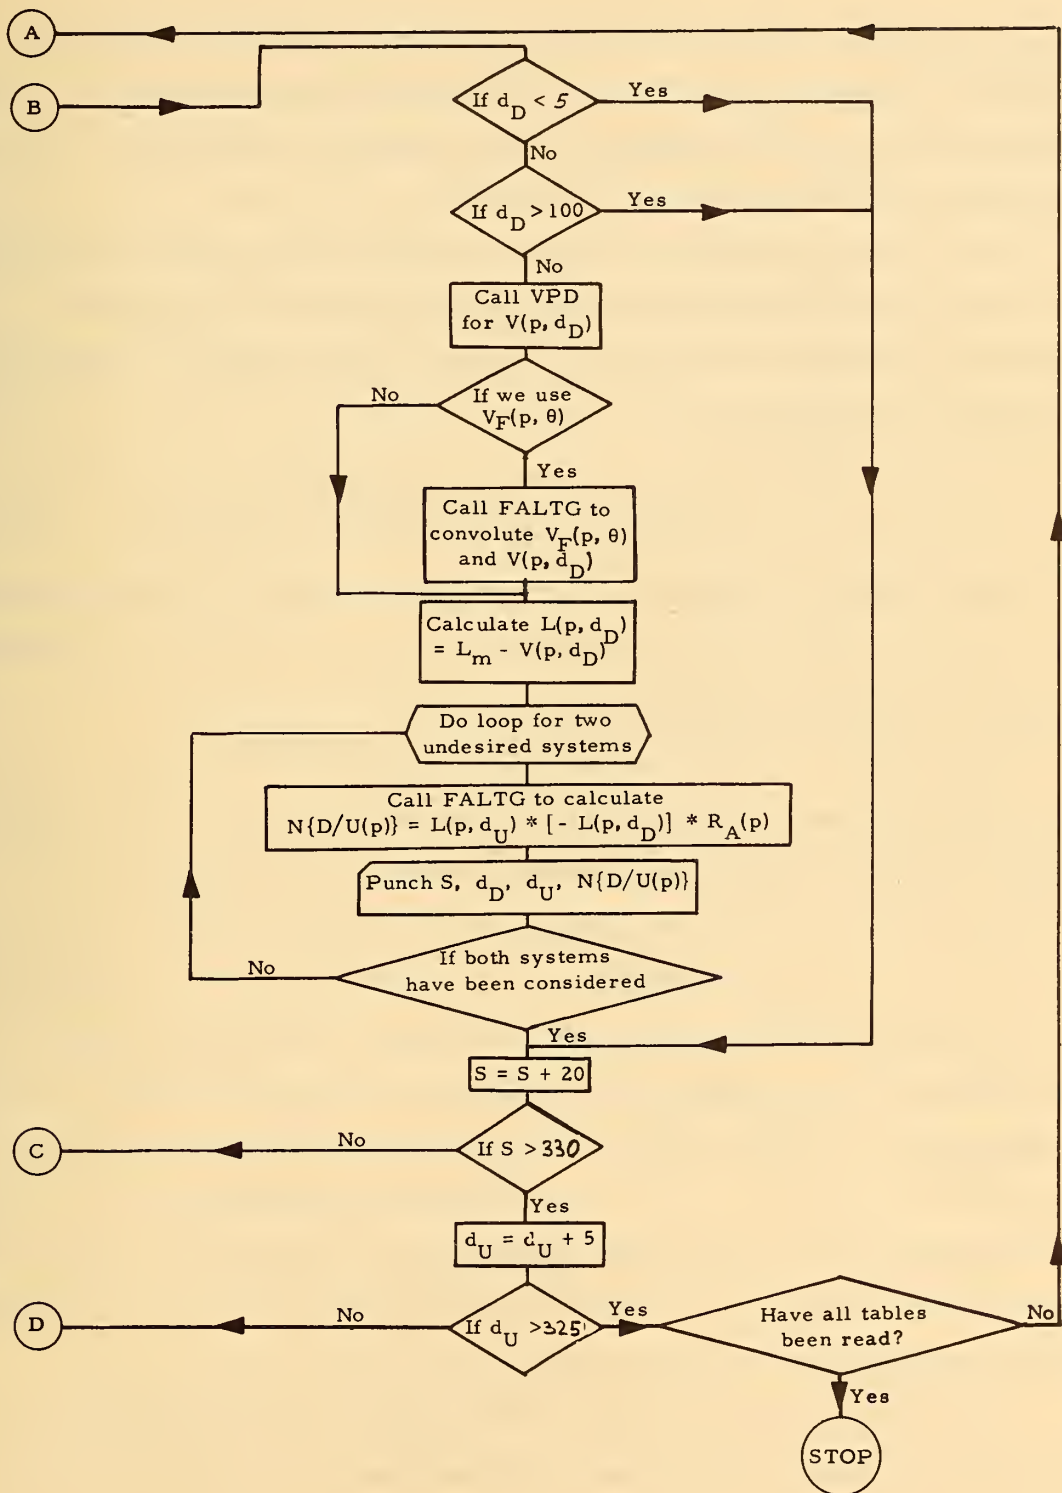 A
B
If d_D < 5
Yes
No
If d_D >100
Yes
No
Call VPD
for V(p, d_D)
If we use
V_F(p, θ)
No
Yes
Call FALTG to
convolute V_F(p, θ)
and V(p, d_D)
Calculate L(p, d_D)
= L_m - V(p, d_D)
Do loop for two
undesired systems
Call FALTG to calculate
N{D/U(p)} = L(p, d_U) * [- L(p, d_D)] * R_A(p)
Punch S, d_D, d_U, N{D/U(p)}
If both systems
have been considered
No
Yes
S = S + 20
C
No
If S >330
Yes
d_U = d_U + 5
D
No
If d_U >325
Yes
Have all tables
been read?
No
Yes
STOP